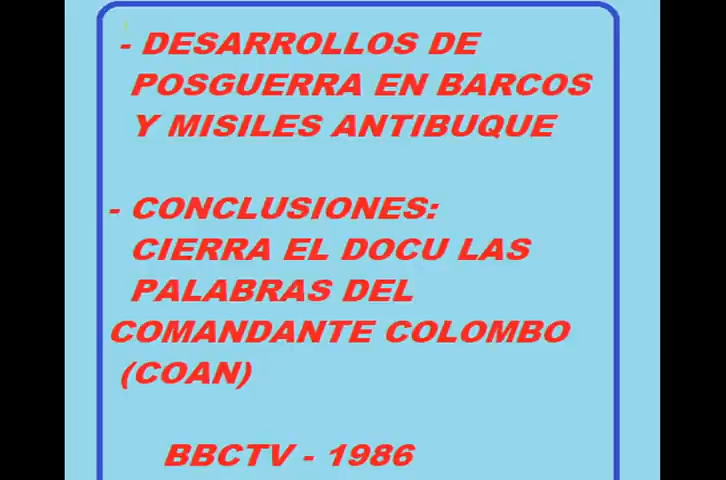 - DESARROLLOS DE
POSGUERRA EN BARCOS
Y MISILES ANTIBUQUE
- CONCLUSIONES:
CIERRA EL DOCU LAS
PALABRAS DEL
COMANDANTE COLOMBO
(COAN)
BBCTV - 1986